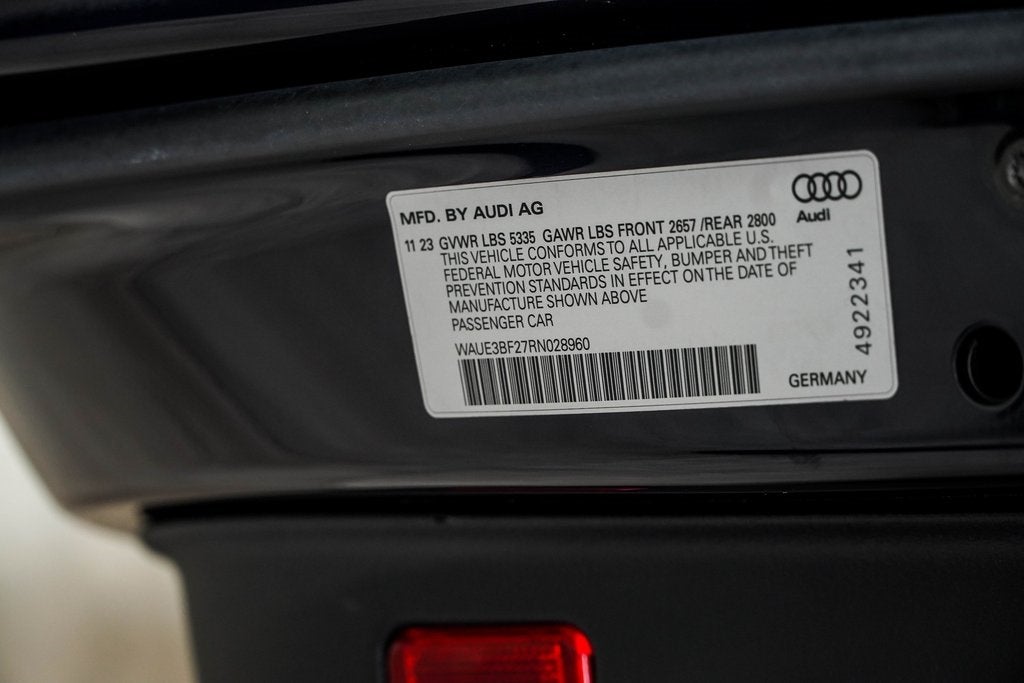 MFD. BY AUDI AG
Audi
11 23 GVWR LBS 5335 GAWR LBS FRONT 2657 /REAR 2800
THIS VEHICLE CONFORMS TO ALL APPLICABLE U.S.
FEDERAL MOTOR VEHICLE SAFETY, BUMPER AND THEFT
PREVENTION STANDARDS IN EFFECT ON THE DATE OF
MANUFACTURE SHOWN ABOVE
PASSENGER CAR
4922341
WAUE3BF27RN028960
GERMANY